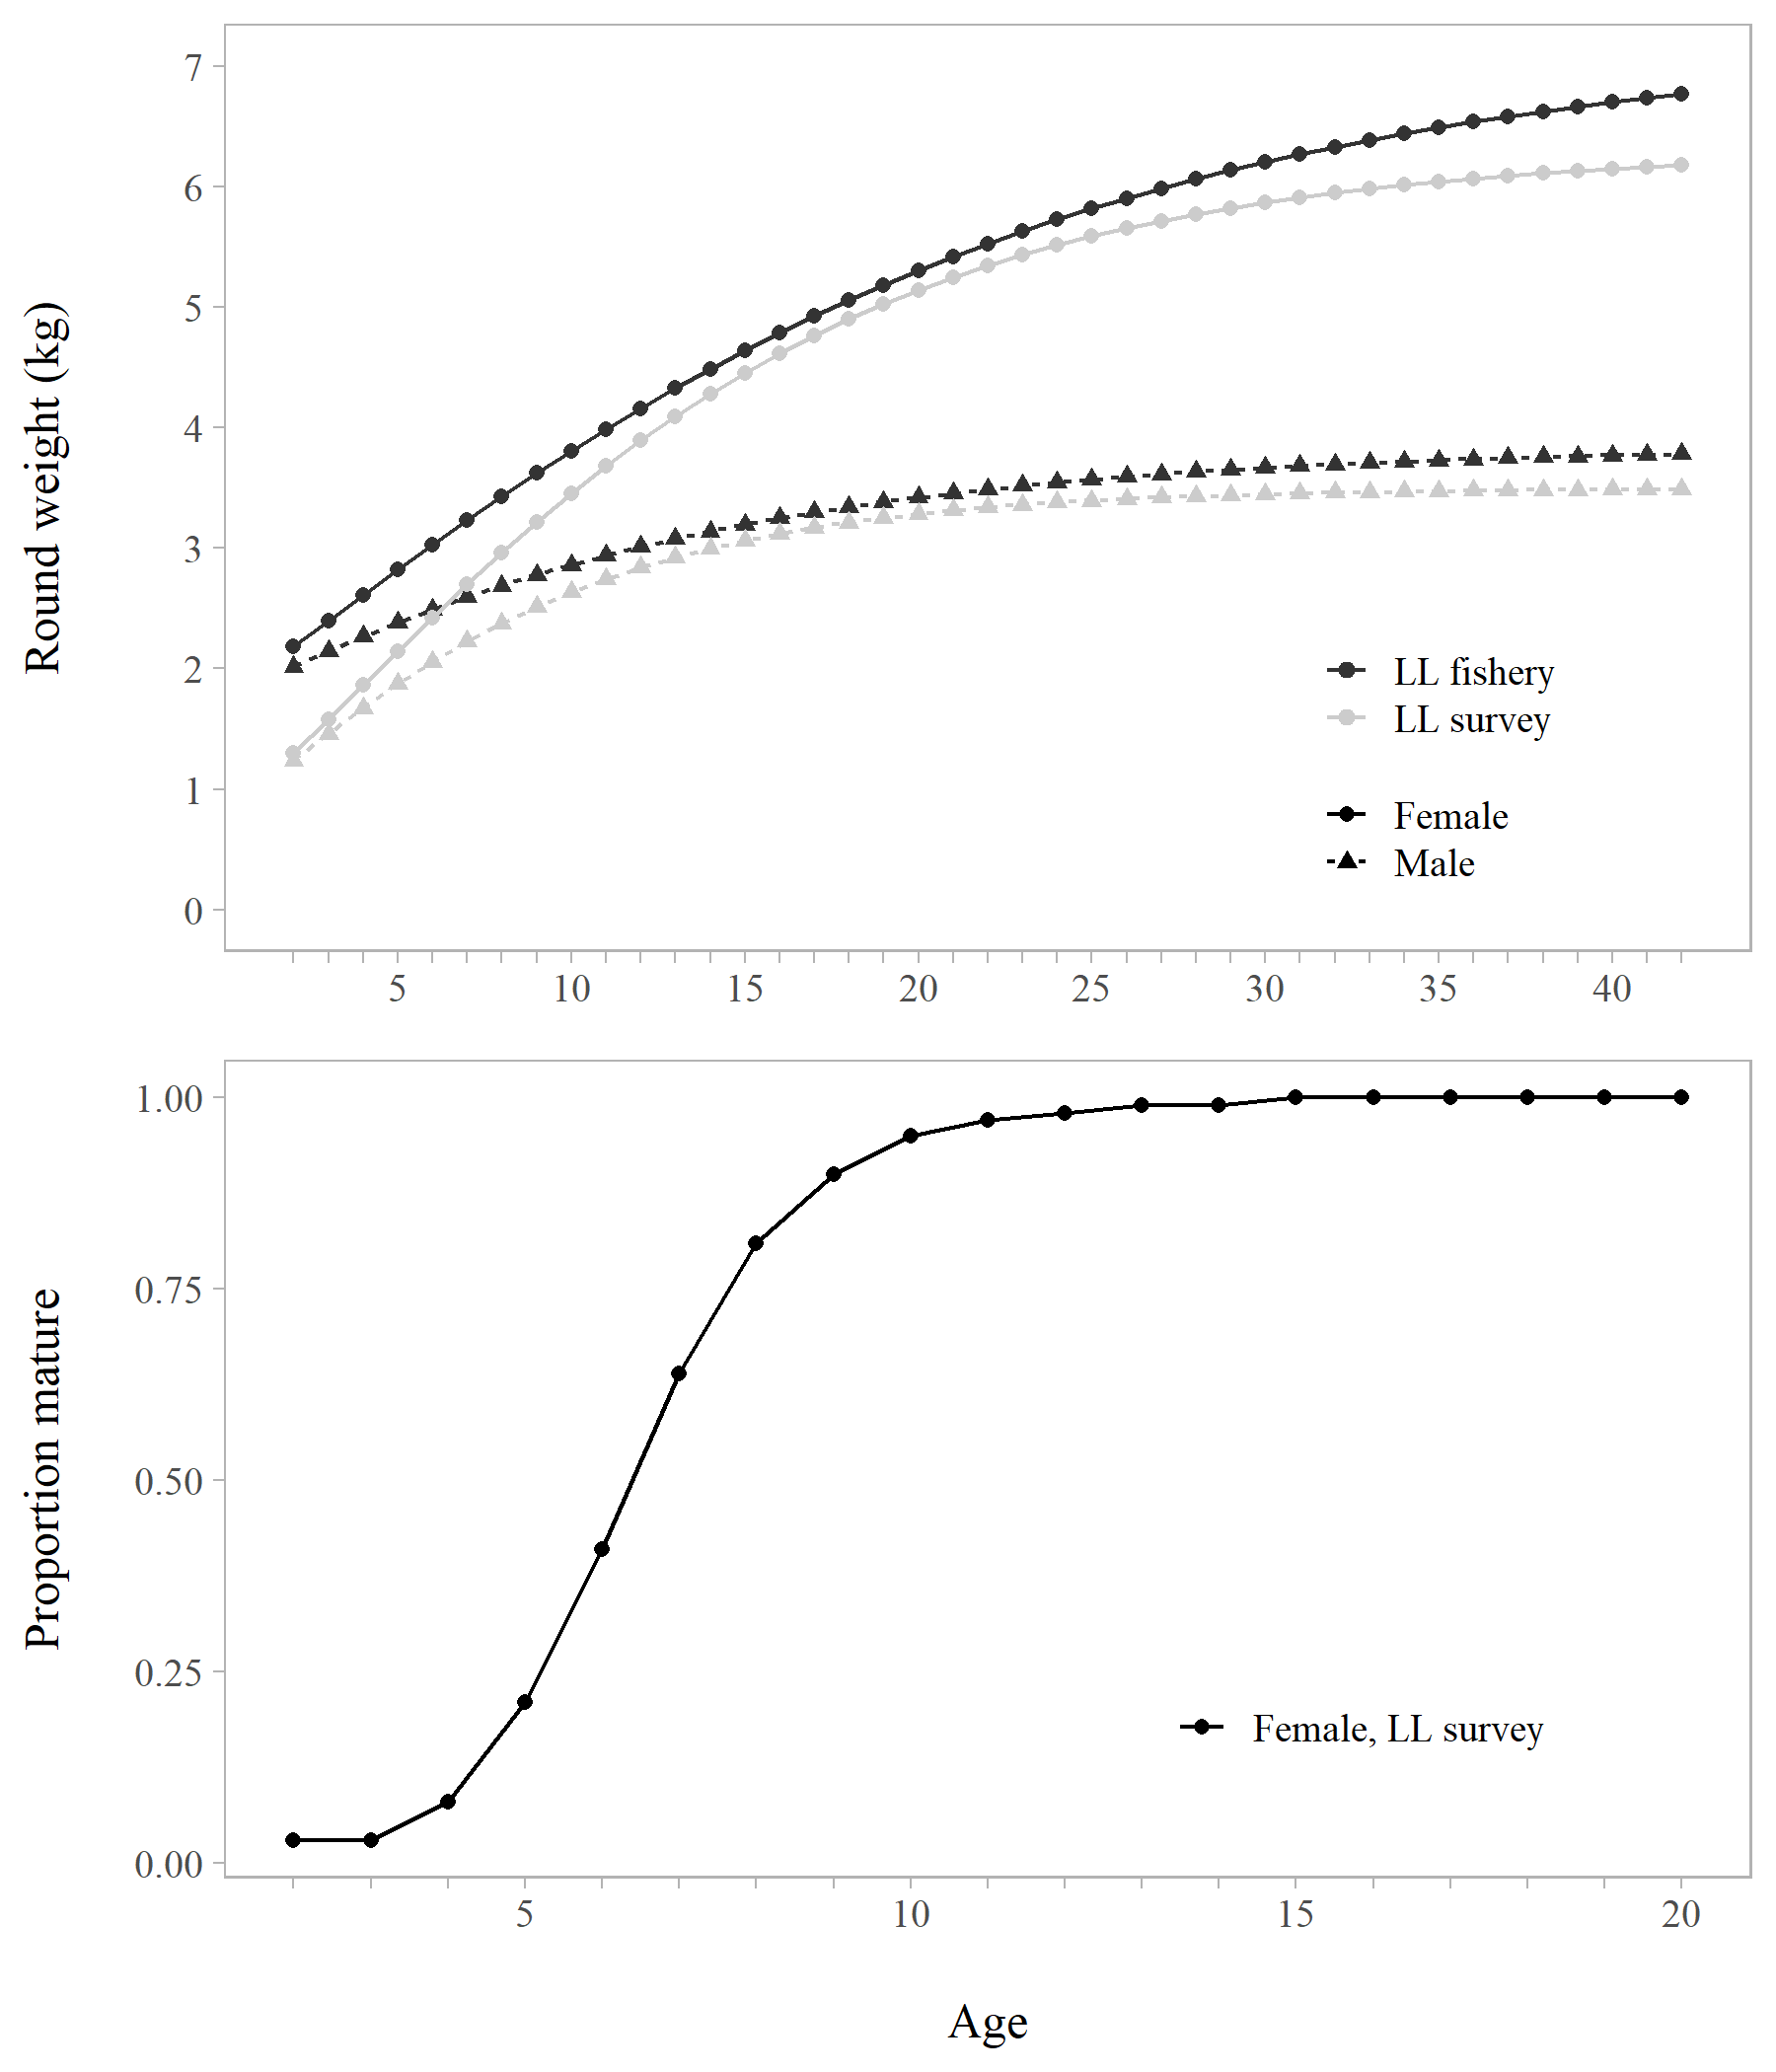 Round weight (kg)
7
6
5
4
3
2
1
0
LL fishery
LL survey
Female
Male
5 10 15 20 25 30 35 40
Proportion mature
1.00
0.75
0.50
0.25
0.00
Female, LL survey
5 10 15 20
Age